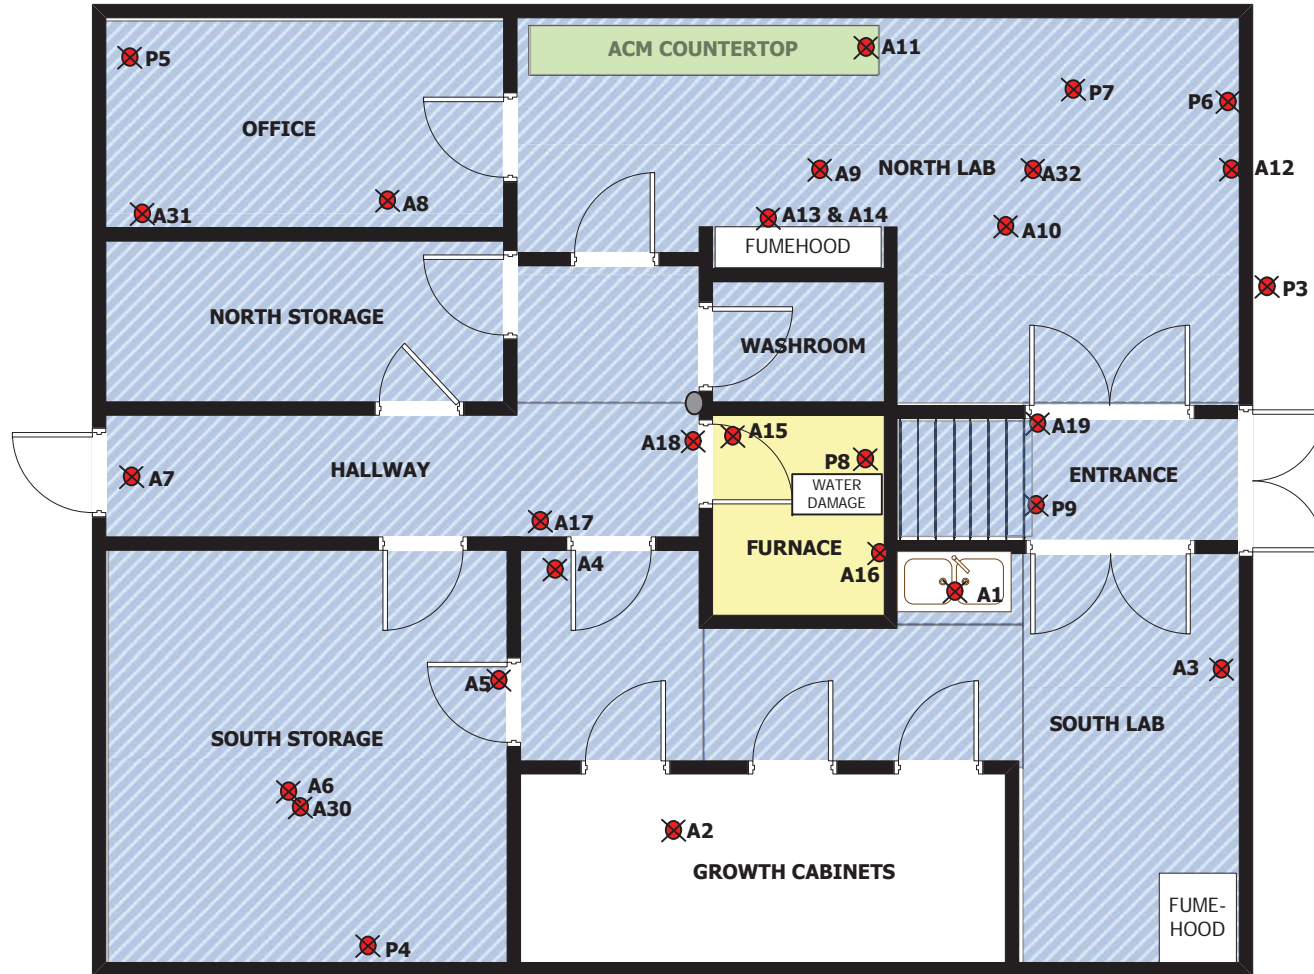 ACM COUNTERTOP
A11
P5
P7
P6
OFFICE
A9
NORTH LAB
A32
A12
A8
A31
A13 & A14
A10
FUMEHOOD
P3
NORTH STORAGE
WASHROOM
A19
A18
A15
P8
HALLWAY
A7
WATER
DAMAGE
ENTRANCE
P9
A17
FURNACE
A16
A4
A1
A5
A3
SOUTH STORAGE
SOUTH LAB
A6
A30
A2
GROWTH CABINETS
FUME-
HOOD
P4